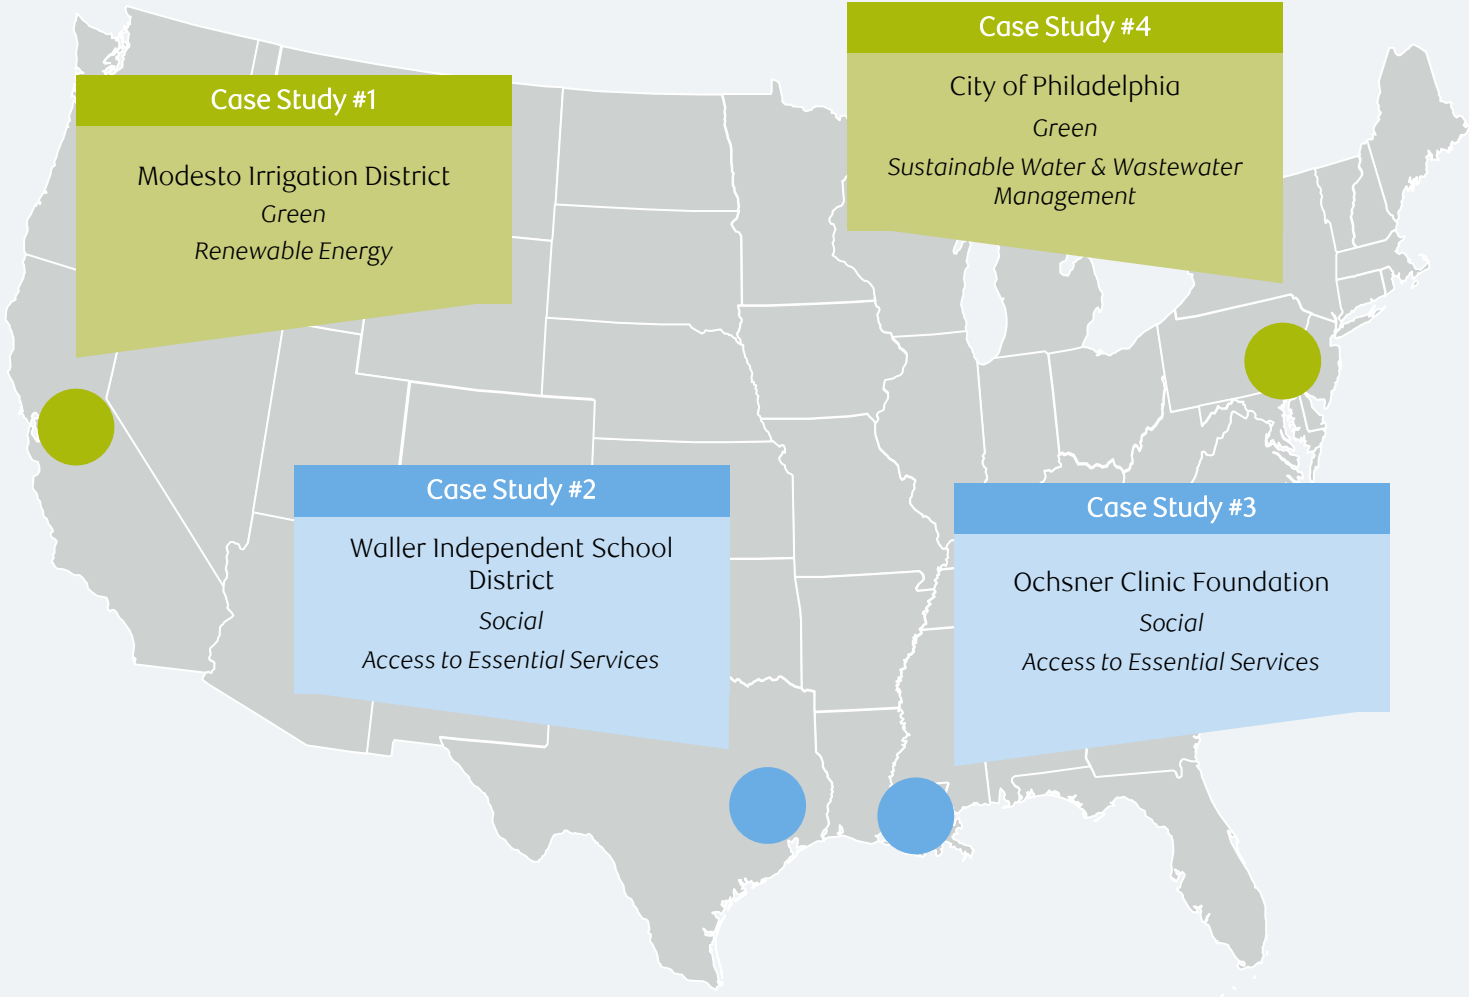 Case Study #1
Modesto Irrigation District
Green
Renewable Energy
Case Study #2
Waller Independent School
District
Social
Access to Essential Services
Case Study #3
Ochsner Clinic Foundation
Social
Access to Essential Services
Case Study #4
City of Philadelphia
Green
Sustainable Water & Wastewater
Management